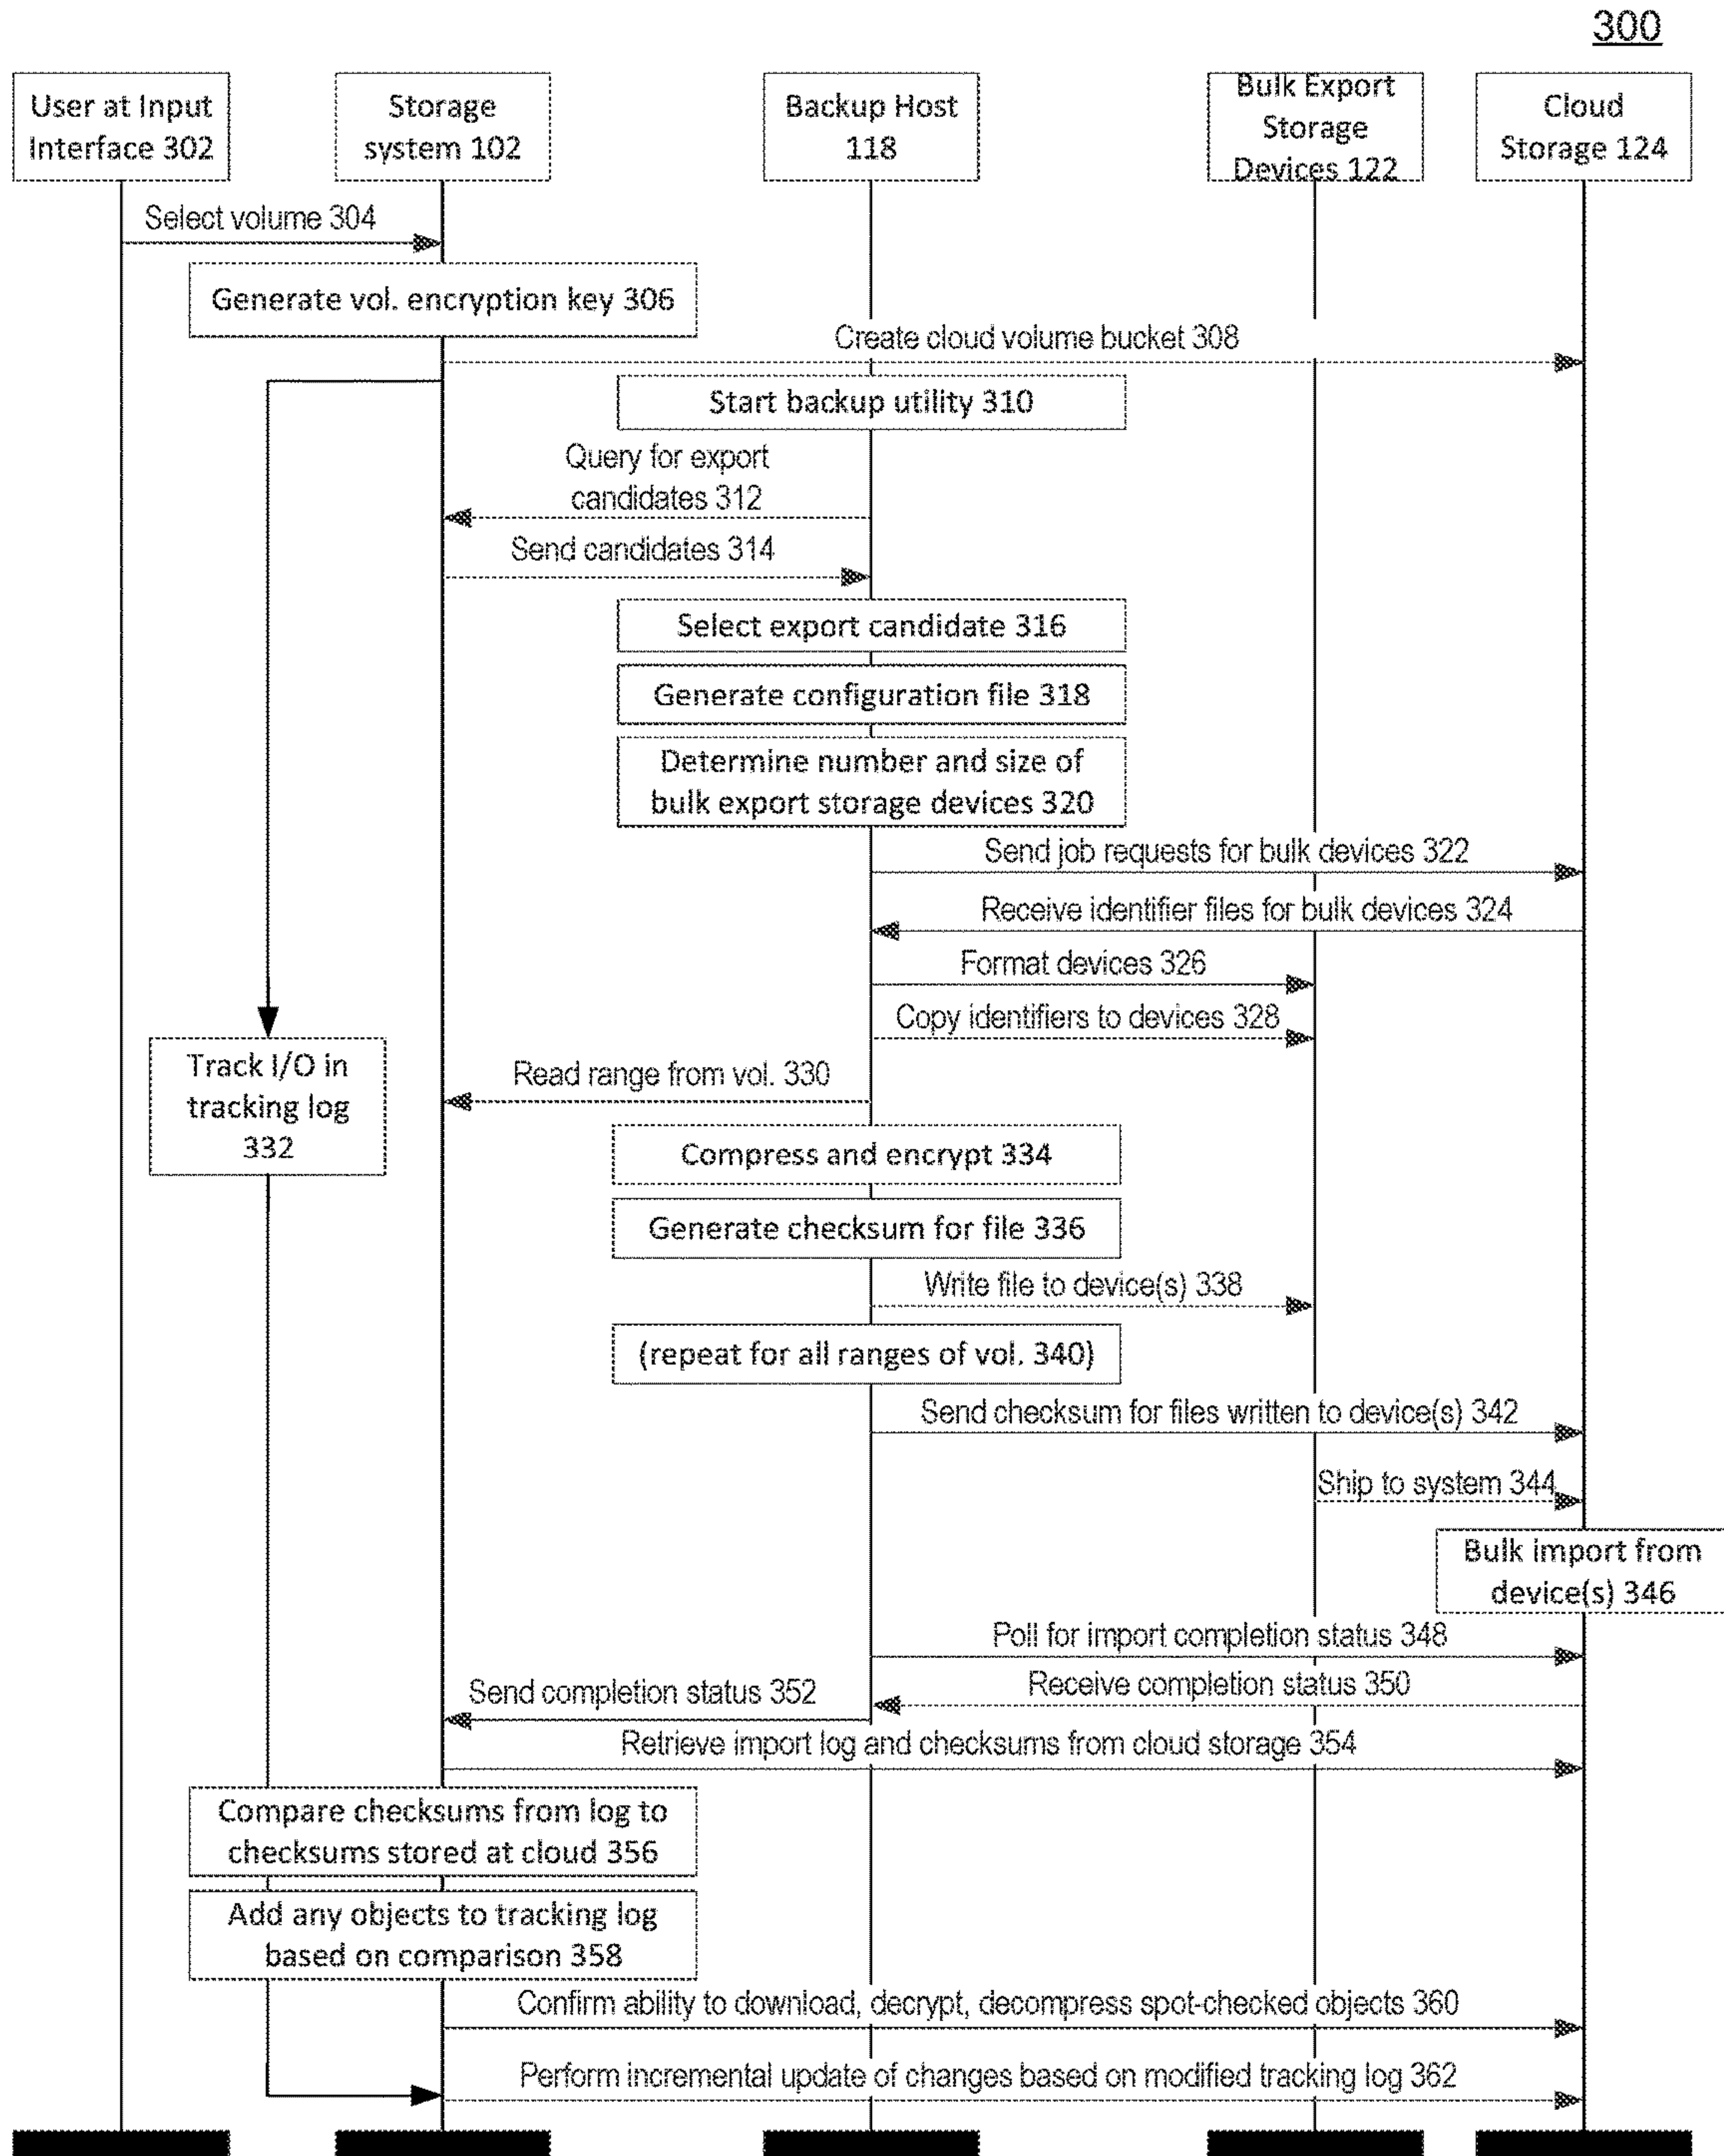 300
User at Input
Interface 302
Storage
system 102
Backup Host
118
Bulk Export
Storage
Devices 122
Cloud
Storage 124
Select volume 304
Generate vol. encryption key 306
Create cloud volume bucket 308
Start backup utility 310
Query for export
candidates 312
Send candidates 314
Select export candidate 316
Generate configuration file 318
Determine number and size of
bulk export storage devices 320
Send job requests for bulk devices 322
Receive identifier files for bulk devices 324
Format devices 326
Copy identifiers to devices 328
Read range from vol. 330
Track I/O in
tracking log
332
Compress and encrypt 334
Generate checksum for file 336
Write file to device(s) 338
(repeat for all ranges of vol. 340)
Send checksum for files written to device(s) 342
Ship to system 344
Bulk import from
device(s) 346
Poll for import completion status 348
Receive completion status 350
Send completion status 352
Retrieve import log and checksums from cloud storage 354
Compare checksums from log to
checksums stored at cloud 356
Add any objects to tracking log
based on comparison 358
Confirm ability to download, decrypt, decompress spot-checked objects 360
Perform incremental update of changes based on modified tracking log 362